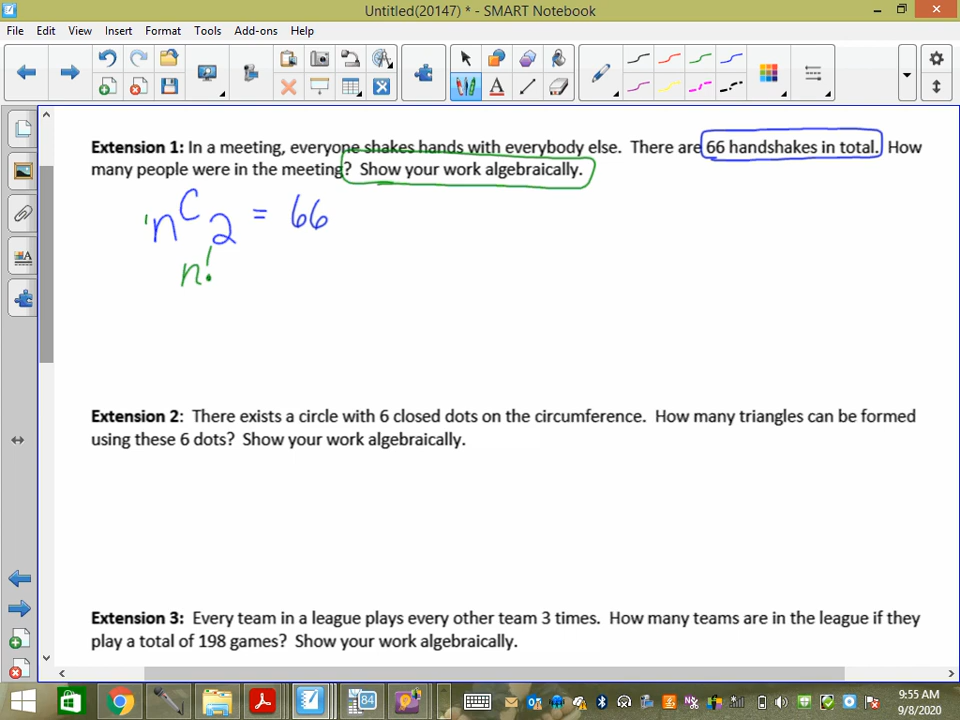 Untitled(20147) * - SMART Notebook
File Edit View Insert Format Tools Add-ons Help
Extension 1: In a meeting, everyone shakes hands with everybody else. There are 66 handshakes in total. How
many people were in the meeting? Show your work algebraically.
nC2 = 66
n!
Extension 2: There exists a circle with 6 closed dots on the circumference. How many triangles can be formed
using these 6 dots? Show your work algebraically.
Extension 3: Every team in a league plays every other team 3 times. How many teams are in the league if they
play a total of 198 games? Show your work algebraically.
84
9:55 AM
9/8/2020